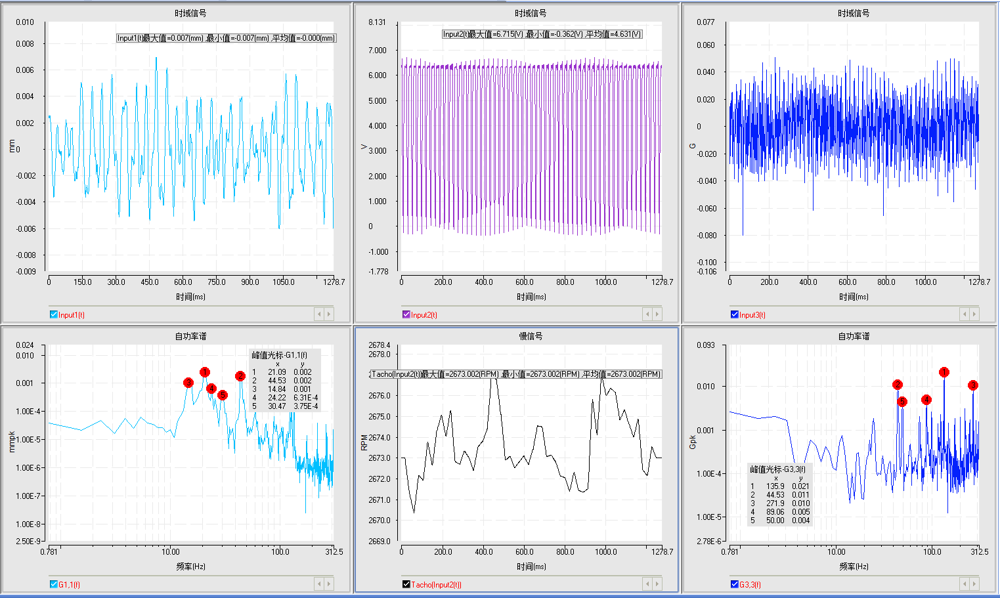 时域信号
0.010
0.008
0.006
0.004
0.002
0
-0.002
-0.004
-0.006
-0.008
-0.009
mm
Input1(t)最大值=0.007(mm) ,最小值=-0.007(mm) ,平均值=-0.000(mm)
0 150.0 300.0 450.0 600.0 750.0 900.0 1050.0 1278.7
时间(ms)
Input1(t)
时域信号
8.131
7.000
6.000
5.000
4.000
3.000
2.000
1.000
0
-1.000
-1.778
V
Input2(t)最大值=6.715(V) ,最小值=-0.362(V) ,平均值=4.631(V)
0 200.0 400.0 600.0 800.0 1000.0 1278.7
时间(ms)
Input2(t)
时域信号
0.077
0.060
0.040
0.020
0
-0.020
-0.040
-0.060
-0.080
-0.100
-0.106
G
0 200.0 400.0 600.0 800.0 1000.0 1278.7
时间(ms)
Input3(t)
自功率谱
0.024
0.010
0.001
1.00E-4
1.00E-5
1.00E-6
1.00E-7
1.00E-8
2.50E-9
mmpk
峰值光标-G1,1(f)
x y
1 21.09 0.002
2 44.53 0.002
3 14.84 0.001
4 24.22 6.31E-4
5 30.47 3.75E-4
3
1
4
5
2
0.781 10.00 100.0 312.5
频率(Hz)
G1,1(f)
慢信号
2678.4
2678.0
2676.0
2675.0
2674.0
2673.0
2672.0
2671.0
2670.0
2669.0
RPM
Tacho(Input2(t))最大值=2673.002(RPM) ,最小值=2673.002(RPM) ,平均值=2673.002(RPM)
0 200.0 400.0 600.0 800.0 1000.0 1278.7
时间(ms)
Tacho(Input2(t))
自功率谱
0.093
0.010
0.001
1.00E-4
1.00E-5
2.78E-6
Gpk
2
5
4
1
3
峰值光标-G3,3(f)
x y
1 135.9 0.021
2 44.53 0.011
3 271.9 0.010
4 89.06 0.005
5 50.00 0.004
0.781 10.00 100.0 312.5
频率(Hz)
G3,3(f)